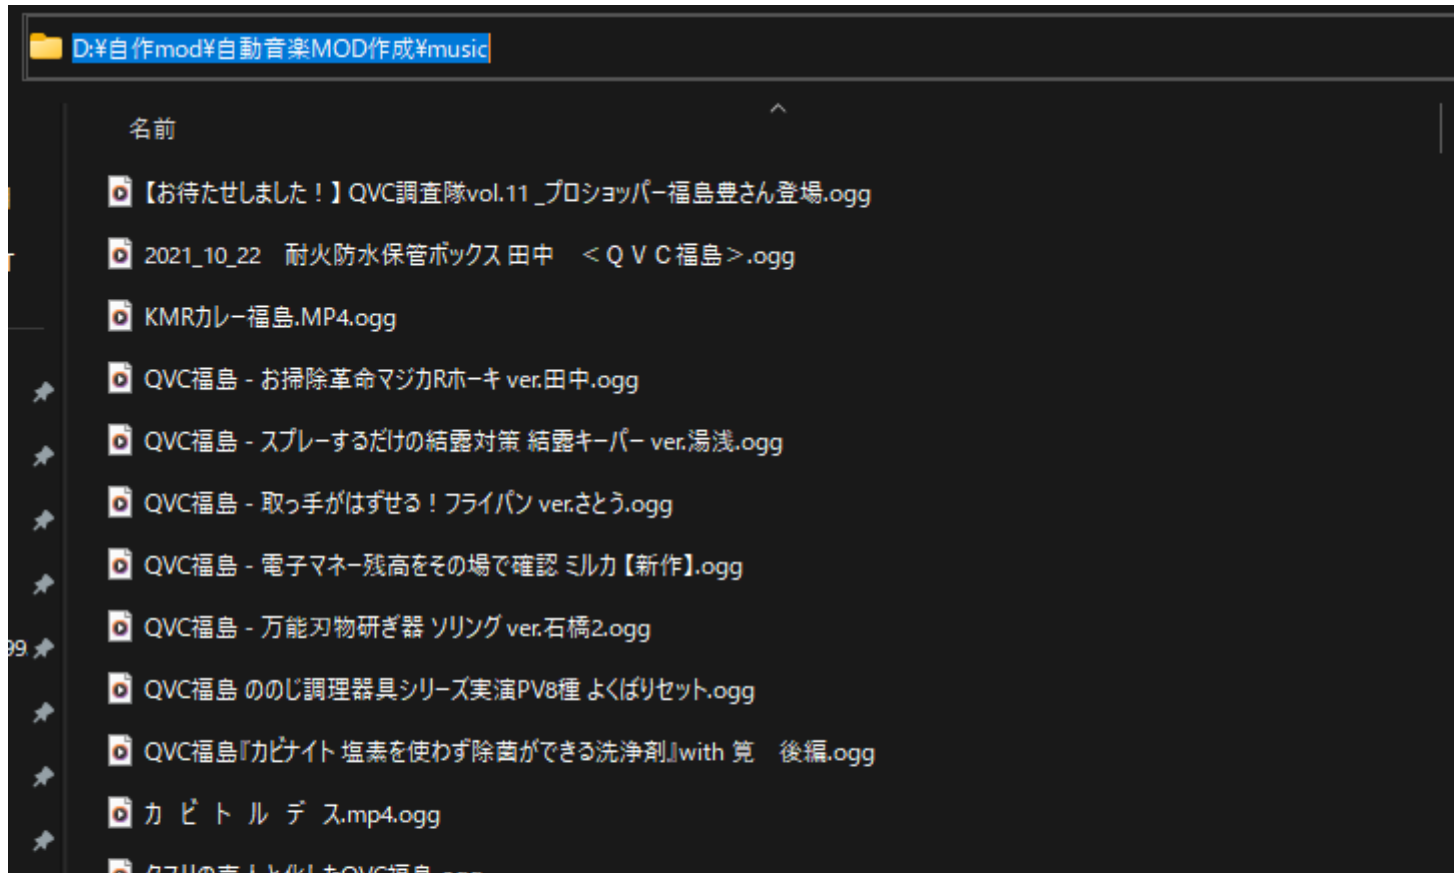 D:¥自作mod¥自動音楽MOD作成¥music
名前
【お待たせしました！】QVC調査隊vol.11 _プロショッパー福島豊さん登場.ogg
2021_10_22　耐火防水保管ボックス 田中　＜ＱＶＣ福島＞.ogg
KMRカレー福島.MP4.ogg
QVC福島 - お掃除革命マジカRホーキ ver.田中.ogg
QVC福島 - スプレーするだけの結露対策 結露キーパー ver.湯浅.ogg
QVC福島 - 取っ手がはずせる！フライパン ver.さとう.ogg
QVC福島 - 電子マネー残高をその場で確認 ミルカ【新作】.ogg
QVC福島 - 万能刃物研ぎ器 ソリング ver.石橋2.ogg
99
QVC福島 ののじ調理器具シリーズ実演PV8種 よくばりセット.ogg
QVC福島『カビナイト 塩素を使わず除菌ができる洗浄剤』with 筧　後編.ogg
カ ビ ト ル デ ス.mp4.ogg